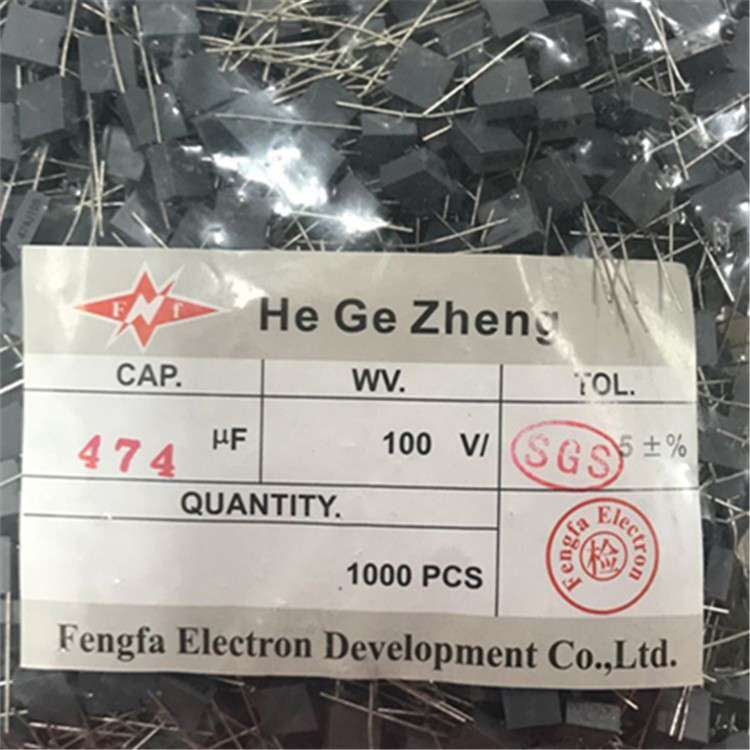 FNf
He Ge Zheng
CAP. WV. TOL.
474 µF 100 V/ SGS 5 ±%
QUANTITY.
1000 PCS
Fengfa Electron
检
Fengfa Electron Development Co.,Ltd.